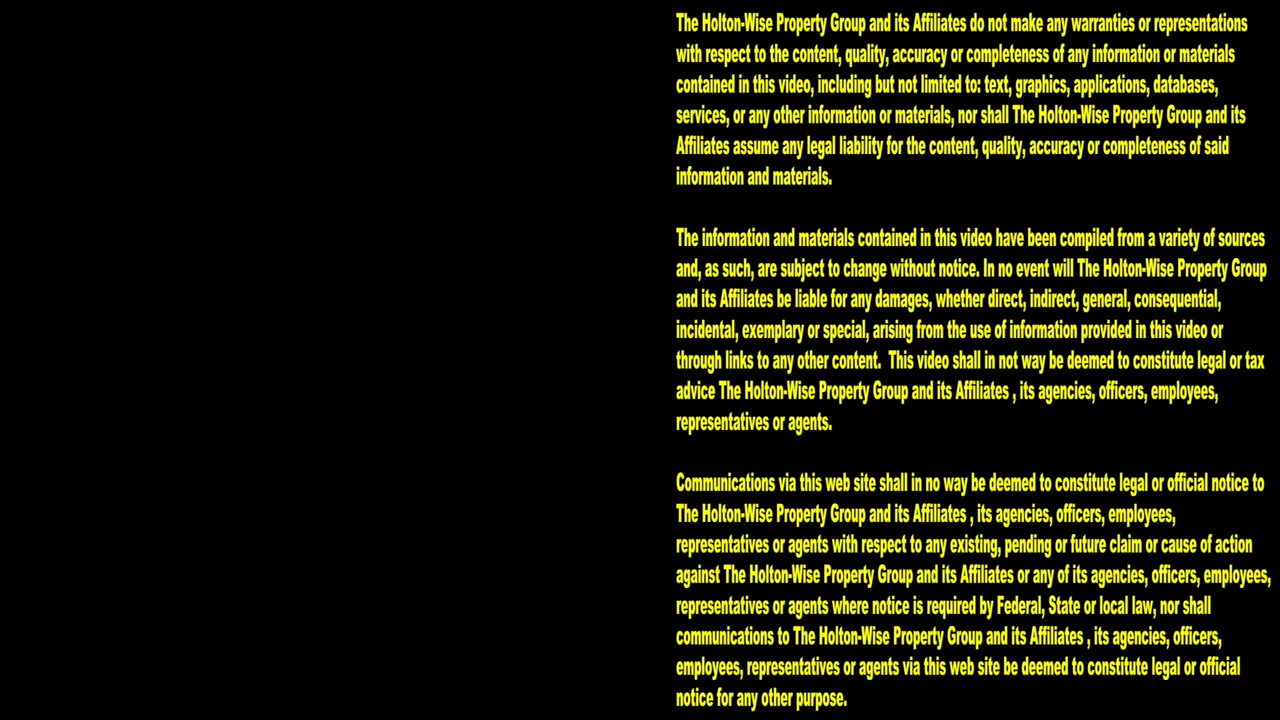 The Holton-Wise Property Group and its Affiliates do not make any warranties or representations
with respect to the content, quality, accuracy or completeness of any information or materials
contained in this video, including but not limited to: text, graphics, applications, databases,
services, or any other information or materials, nor shall The Holton-Wise Property Group and its
Affiliates assume any legal liability for the content, quality, accuracy or completeness of said
information and materials.
The information and materials contained in this video have been compiled from a variety of sources
and, as such, are subject to change without notice. In no event will The Holton-Wise Property Group
and its Affiliates be liable for any damages, whether direct, indirect, general, consequential,
incidental, exemplary or special, arising from the use of information provided in this video or
through links to any other content.  This video shall in not way be deemed to constitute legal or tax
advice The Holton-Wise Property Group and its Affiliates , its agencies, officers, employees,
representatives or agents.
Communications via this web site shall in no way be deemed to constitute legal or official notice to
The Holton-Wise Property Group and its Affiliates , its agencies, officers, employees,
representatives or agents with respect to any existing, pending or future claim or cause of action
against The Holton-Wise Property Group and its Affiliates or any of its agencies, officers, employees,
representatives or agents where notice is required by Federal, State or local law, nor shall
communications to The Holton-Wise Property Group and its Affiliates , its agencies, officers,
employees, representatives or agents via this web site be deemed to constitute legal or official
notice for any other purpose.